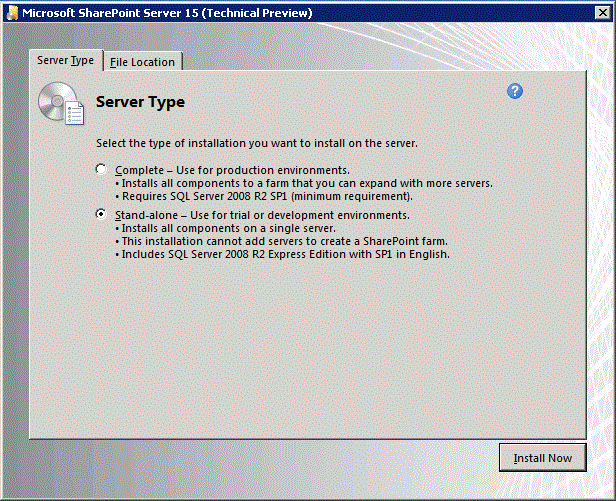 Microsoft SharePoint Server 15 (Technical Preview)
Server Type
File Location
Server Type
?
Select the type of installation you want to install on the server.
Complete – Use for production environments.
• Installs all components to a farm that you can expand with more servers.
• Requires SQL Server 2008 R2 SP1 (minimum requirement).
Stand-alone – Use for trial or development environments.
• Installs all components on a single server.
• This installation cannot add servers to create a SharePoint farm.
• Includes SQL Server 2008 R2 Express Edition with SP1 in English.
Install Now